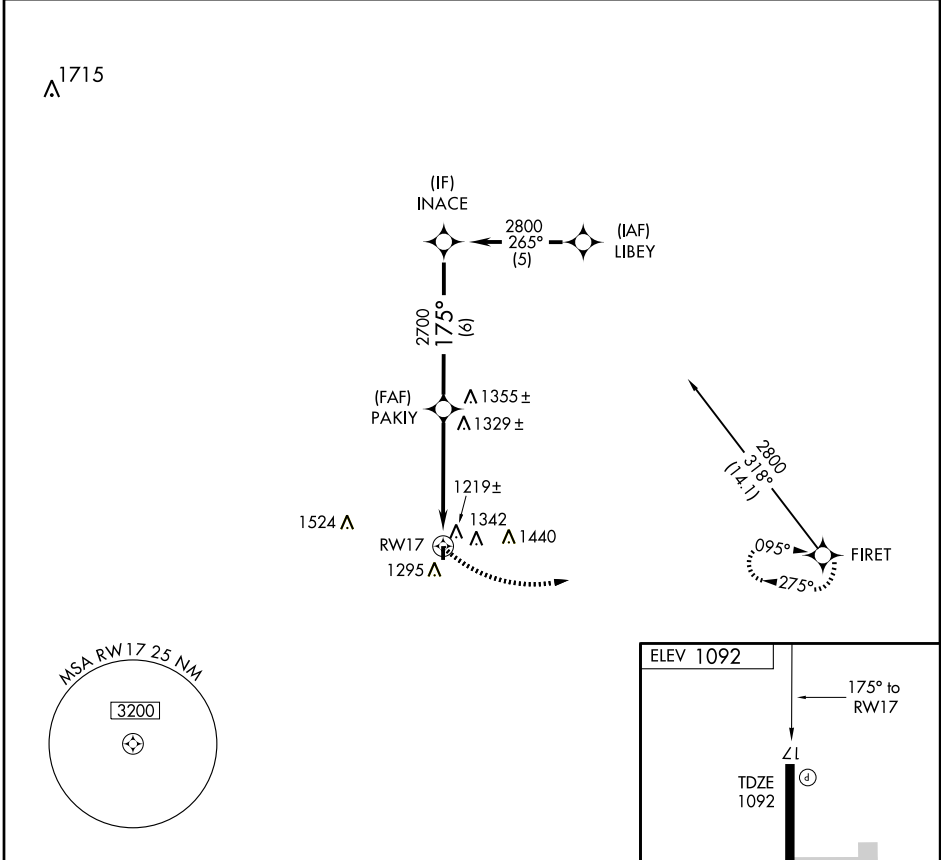 1715
(IF)
INACE
2800
265°
(5)
(IAF)
LIBEY
2700
175°
(6)
(FAF)
PAKIY
1355±
1329±
2800
318°
(14.1)
1219±
1524
1342
1440
RW17
1295
095°
FIRET
275°
MSA RW17 25 NM
3200
ELEV 1092
175° to
RW17
17
TDZE
1092
P